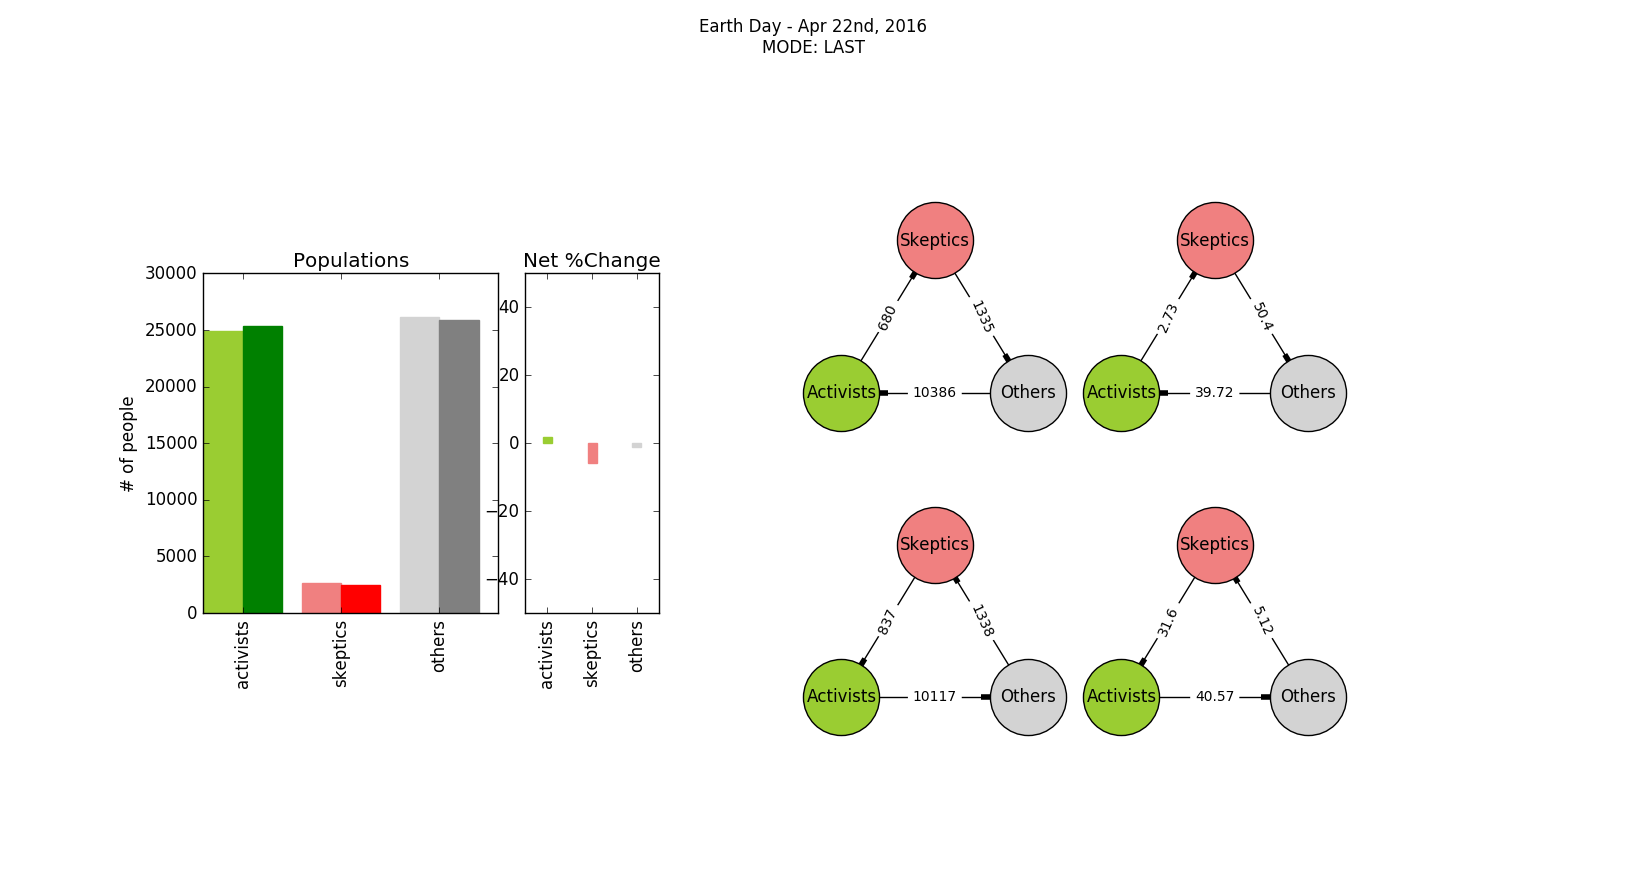 Earth Day - Apr 22nd, 2016
MODE: LAST
Populations
# of people
30000
25000
20000
15000
10000
5000
0
activists
skeptics
others
Net %Change
40
20
0
−20
−40
activists
skeptics
others
Skeptics
680
1335
Activists
10386
Others
Skeptics
2.73
50.4
Activists
39.72
Others
Skeptics
837
1338
Activists
10117
Others
Skeptics
31.6
5.12
Activists
40.57
Others